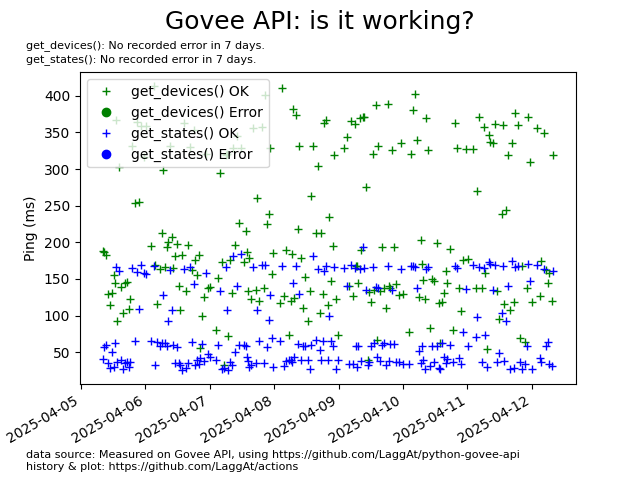 Govee API: is it working?
get_devices(): No recorded error in 7 days.
get_states(): No recorded error in 7 days.
get_devices() OK
get_devices() Error
get_states() OK
get_states() Error
Ping (ms)
400
350
300
250
200
150
100
50
2025-04-05
2025-04-06
2025-04-07
2025-04-08
2025-04-09
2025-04-10
2025-04-11
2025-04-12
data source: Measured on Govee API, using https://github.com/LaggAt/python-govee-api
history & plot: https://github.com/LaggAt/actions